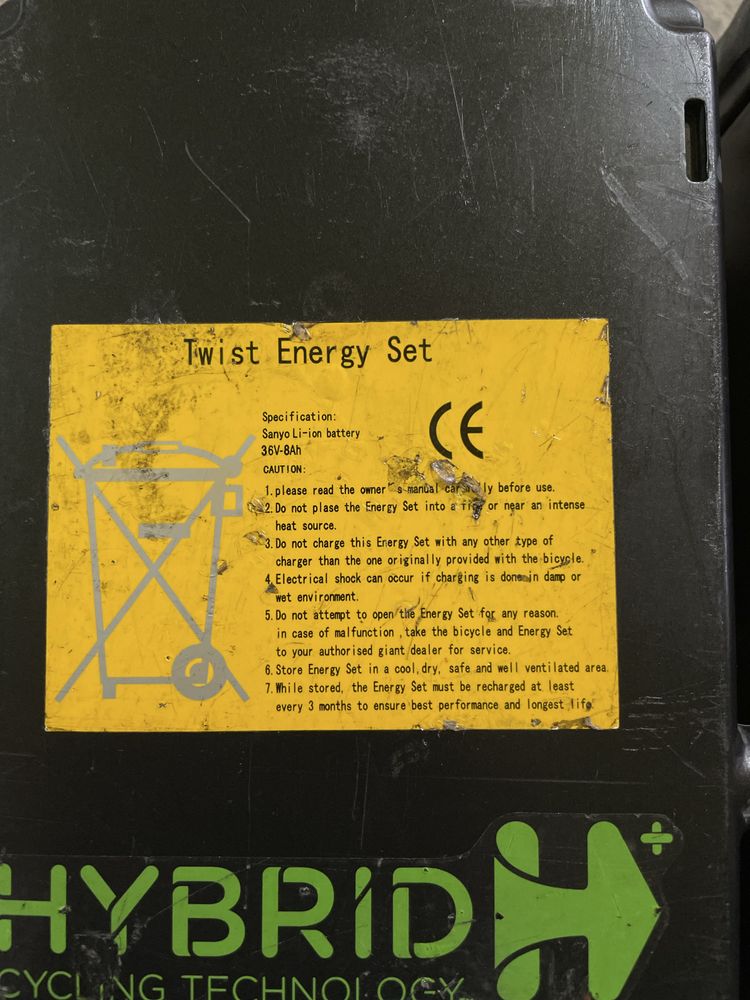 Twist Energy Set
Specification:
Sanyo Li-ion battery
36V-8Ah
CE
CAUTION:
1. please read the owner's manual carefully before use.
2. Do not plase the Energy Set into a fire or near an intense
heat source.
3. Do not charge this Energy Set with any other type of
charger than the one originally provided with the bicycle.
4. Electrical shock can occur if charging is done in damp or
wet environment.
5. Do not attempt to open the Energy Set for any reason.
in case of malfunction ,take the bicycle and Energy Set
to your authorised giant dealer for service.
6. Store Energy Set in a cool,dry, safe and well ventilated area.
7. While stored, the Energy Set must be recharged at least
every 3 months to ensure best performance and longest life.
HYBRID
CYCLING TECHNOLOGY